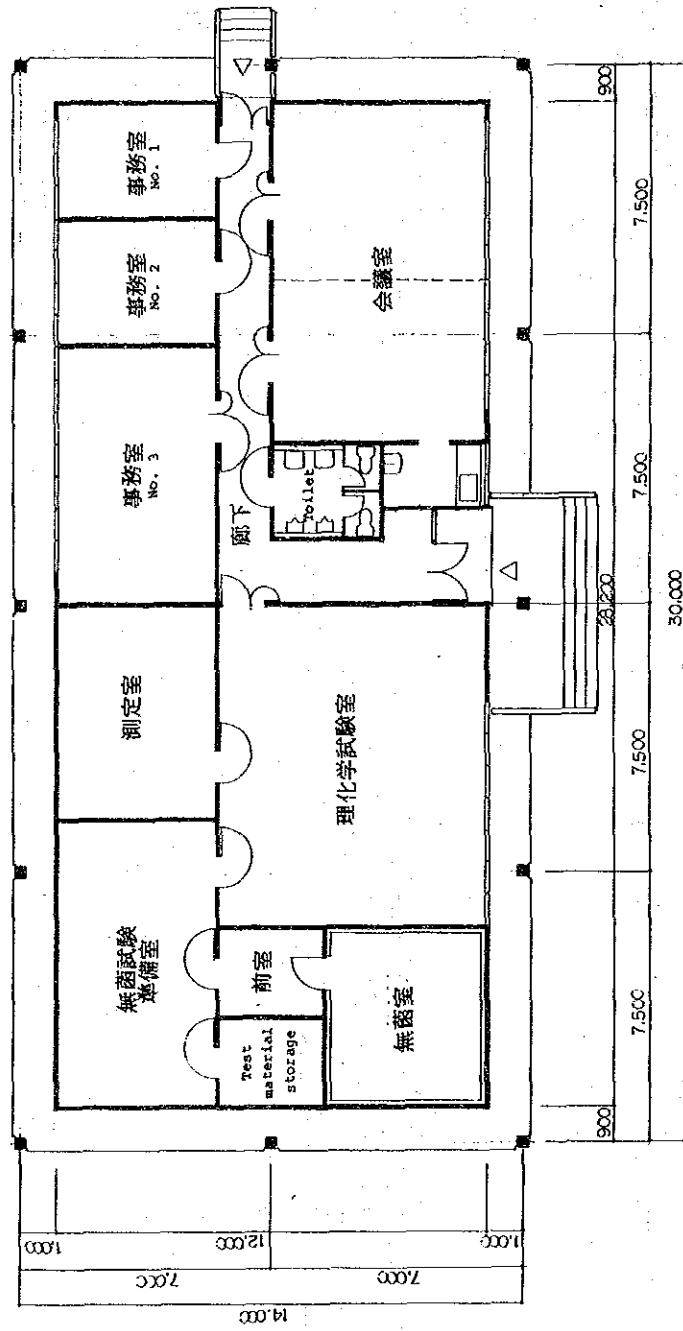 無菌試験
準備室
測定室
事務室
No. 3
事務室
No. 2
事務室
No. 1
Test
material
storage
前室
廊下
Toilet
無菌室
理化学試験室
会議室
1,000
12,000
1,000
7,000
7,000
14.000
900
28,200
900
7.500
7.500
7.500
7.500
30.000